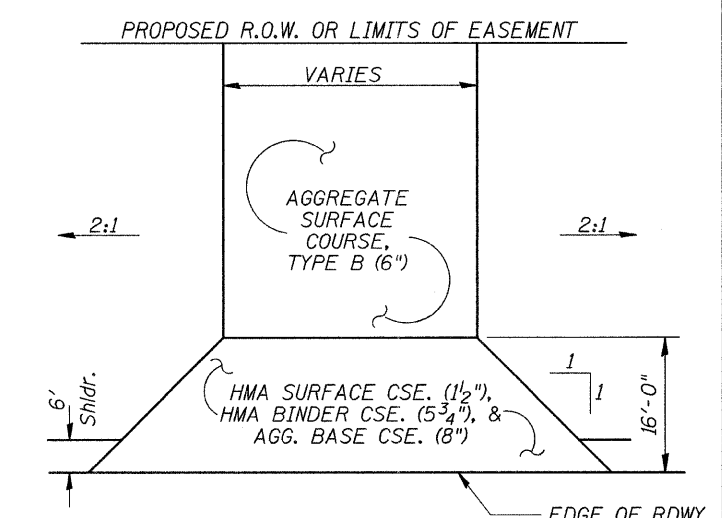 PROPOSED R.O.W. OR LIMITS OF EASEMENT
VARIES
AGGREGATE
SURFACE
COURSE,
TYPE B (6")
2:1
2:1
6'
Shldr.
HMA SURFACE CSE. (1½"),
HMA BINDER CSE. (5¾"), &
AGG. BASE CSE. (8")
1
1
16'-0"
EDGE OF RDWY